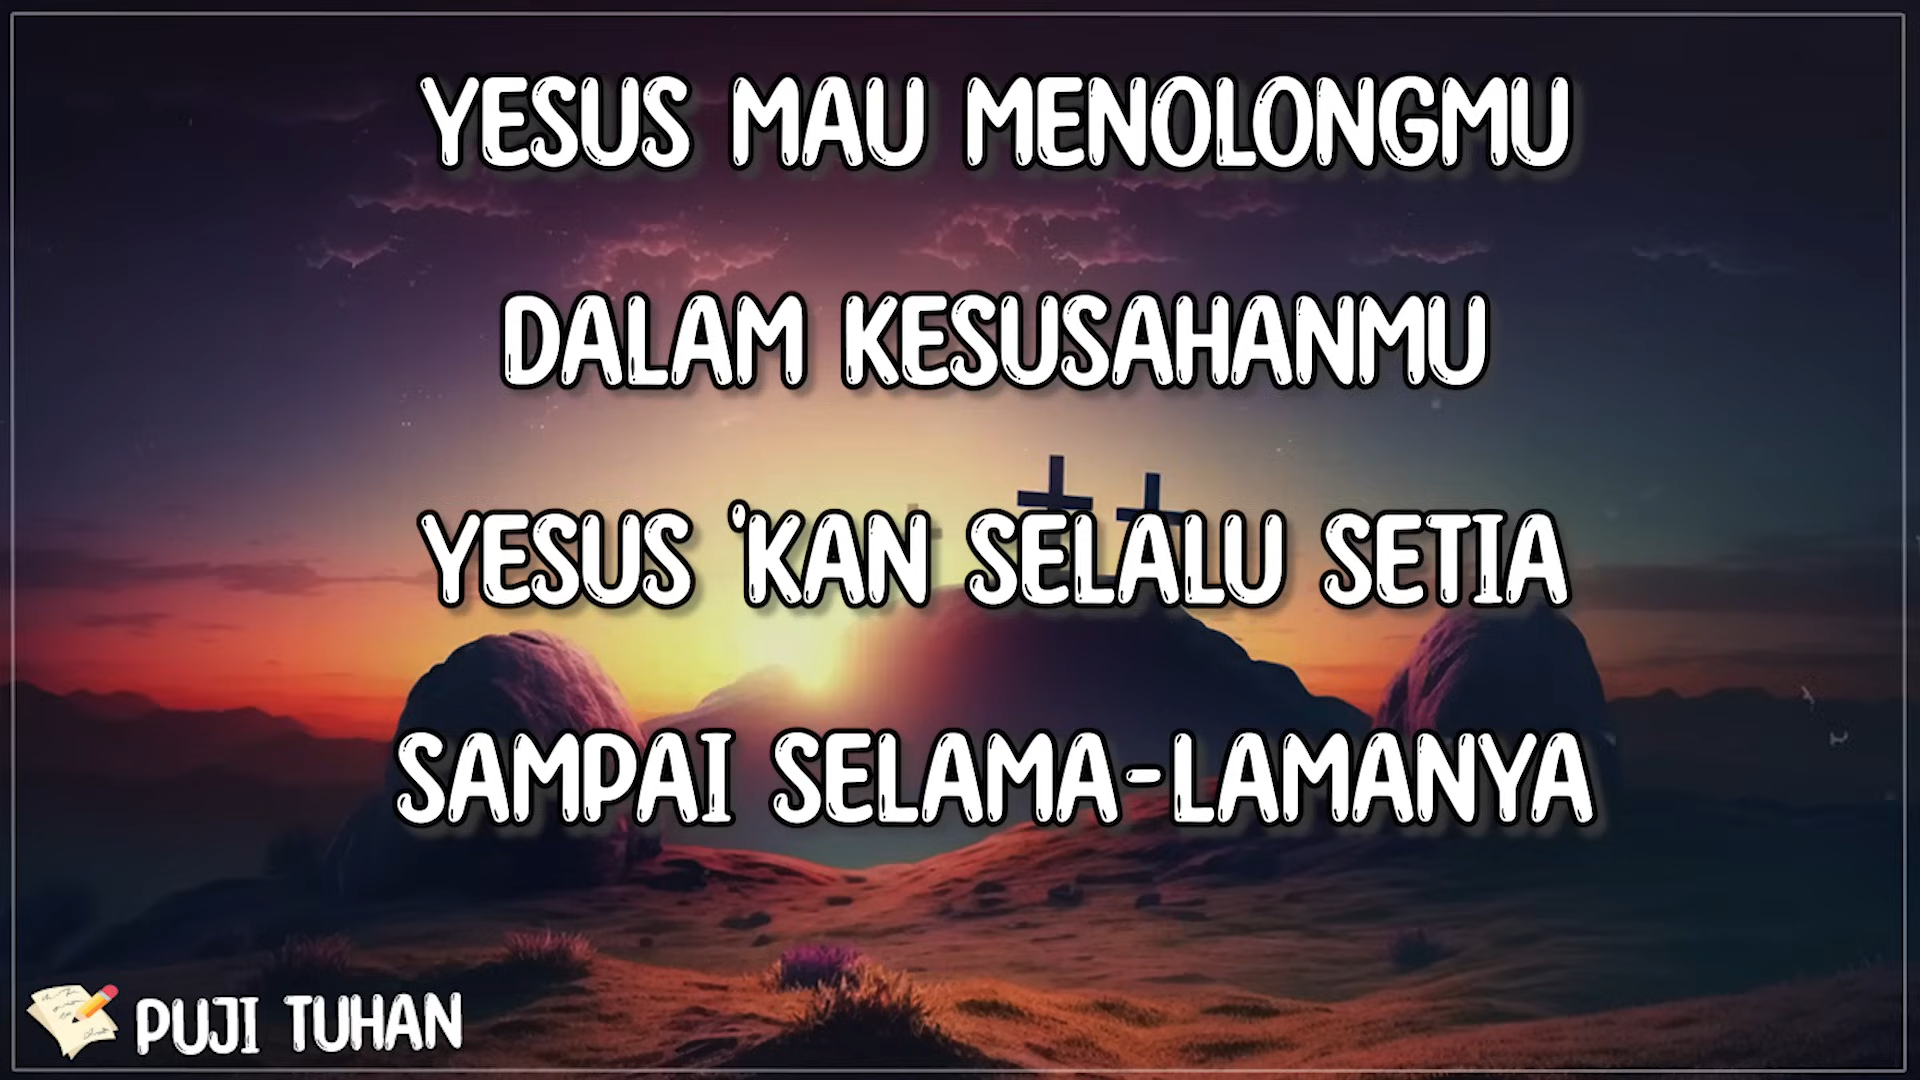 YESUS MAU MENOLONGMU
DALAM KESUSAHANMU
YESUS 'KAN SELALU SETIA
SAMPAI SELAMA-LAMANYA
PUJI TUHAN